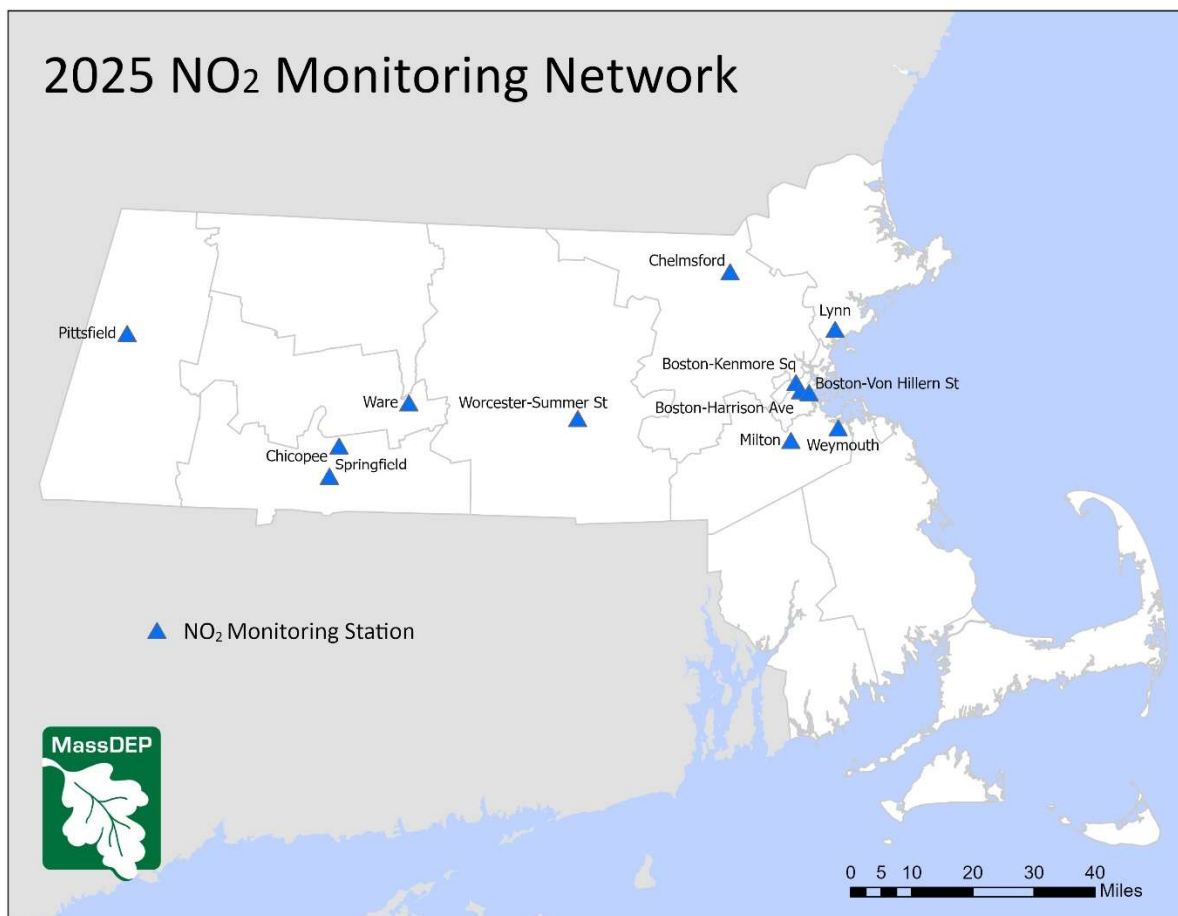 2025 NO₂ Monitoring Network
Chelmsford
Lynn
Pittsfield
Boston-Kenmore Sq
Boston-Von Hillern St
Ware
Worcester-Summer St
Boston-Harrison Ave
Milton
Weymouth
Chicopee
Springfield
NO₂ Monitoring Station
MassDEP
0 5 10 20 30 40
Miles